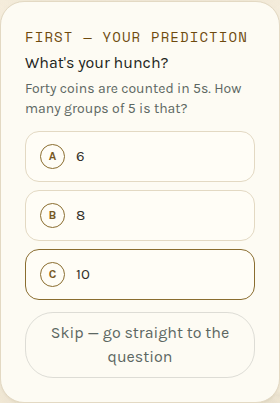 FIRST — YOUR PREDICTION
What's your hunch?
Forty coins are counted in 5s. How
many groups of 5 is that?
A 6
B 8
C 10
Skip — go straight to the
question